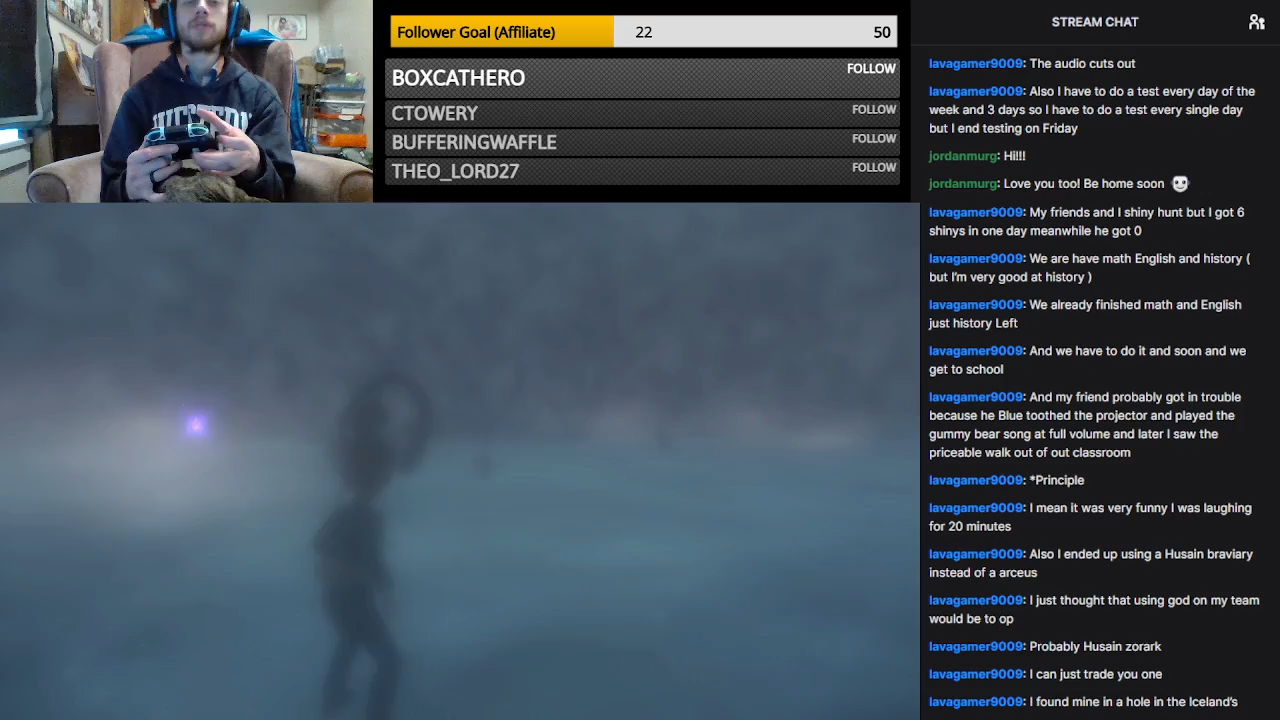 Follower Goal (Affiliate) 22 50
BOXCATHERO FOLLOW
CTOWERY FOLLOW
BUFFERINGWAFFLE FOLLOW
THEO_LORD27 FOLLOW
WESTERN
STREAM CHAT
lavagamer9009: The audio cuts out
lavagamer9009: Also I have to do a test every day of the
week and 3 days so I have to do a test every single day
but I end testing on Friday
jordanmurg: Hi!!!
jordanmurg: Love you too! Be home soon
lavagamer9009: My friends and I shiny hunt but I got 6
shinys in one day meanwhile he got 0
lavagamer9009: We are have math English and history (
but I'm very good at history )
lavagamer9009: We already finished math and English
just history Left
lavagamer9009: And we have to do it and soon and we
get to school
lavagamer9009: And my friend probably got in trouble
because he Blue toothed the projector and played the
gummy bear song at full volume and later I saw the
priceable walk out of out classroom
lavagamer9009: *Principle
lavagamer9009: I mean it was very funny I was laughing
for 20 minutes
lavagamer9009: Also I ended up using a Husain braviary
instead of a arceus
lavagamer9009: I just thought that using god on my team
would be to op
lavagamer9009: Probably Husain zorark
lavagamer9009: I can just trade you one
lavagamer9009: I found mine in a hole in the Iceland's